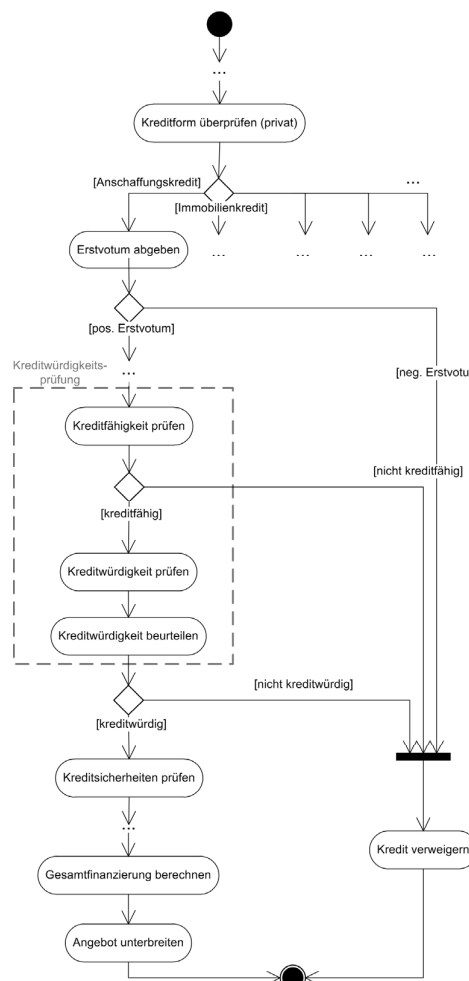 ...
Kreditform überprüfen (privat)
[Anschaffungskredit]
...
[Immobilienkredit]
Erstvotum abgeben
... ... ... ...
[pos. Erstvotum]
Kreditwürdigkeits-
prüfung
...
[neg. Erstvotu
Kreditfähigkeit prüfen
[nicht kreditfähig]
[kreditfähig]
Kreditwürdigkeit prüfen
Kreditwürdigkeit beurteilen
[nicht kreditwürdig]
[kreditwürdig]
Kreditsicherheiten prüfen
...
Kredit verweigern
Gesamtfinanzierung berechnen
Angebot unterbreiten